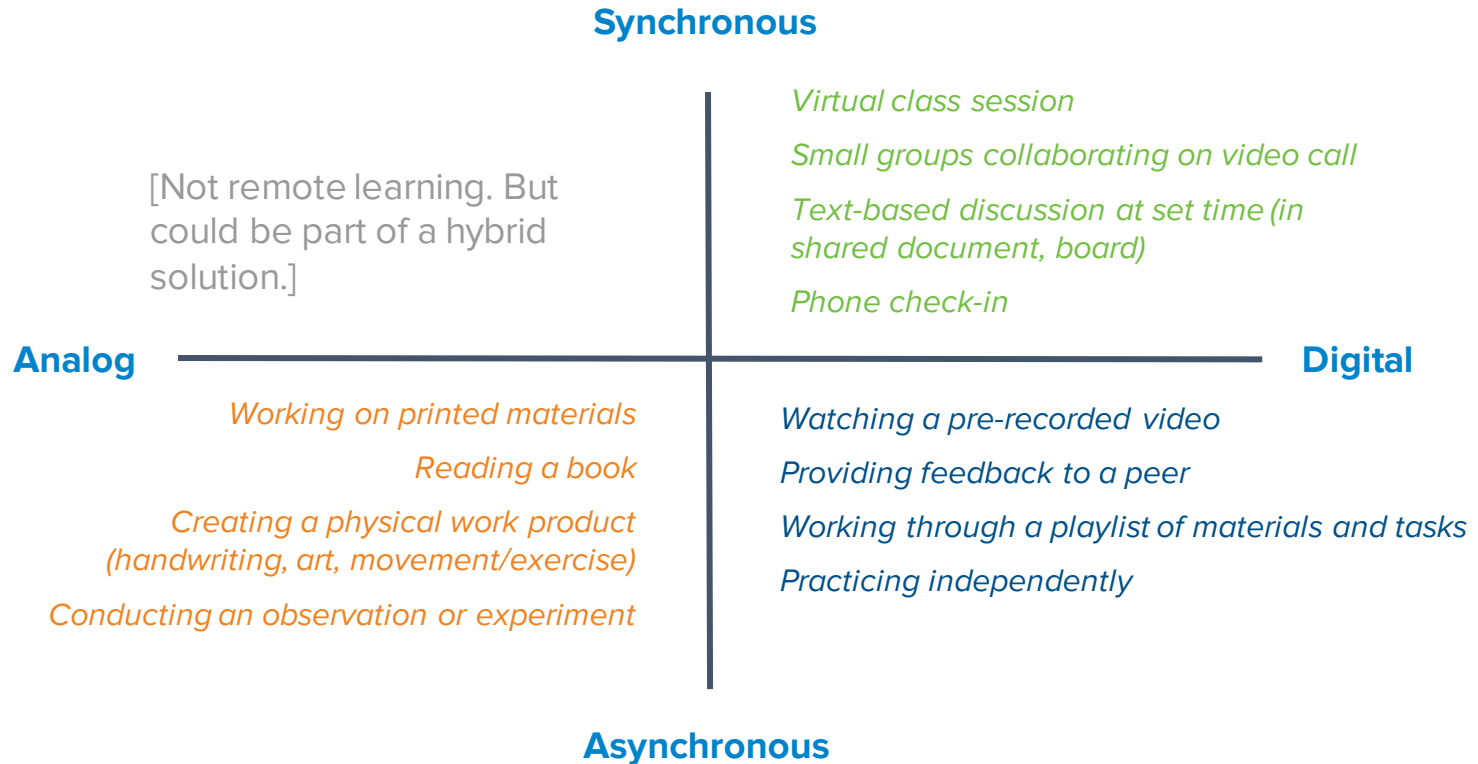 Synchronous
[Not remote learning. But
could be part of a hybrid
solution.]
Virtual class session
Small groups collaborating on video call
Text-based discussion at set time (in
shared document, board)
Phone check-in
Analog
Digital
Working on printed materials
Reading a book
Creating a physical work product
(handwriting, art, movement/exercise)
Conducting an observation or experiment
Watching a pre-recorded video
Providing feedback to a peer
Working through a playlist of materials and tasks
Practicing independently
Asynchronous